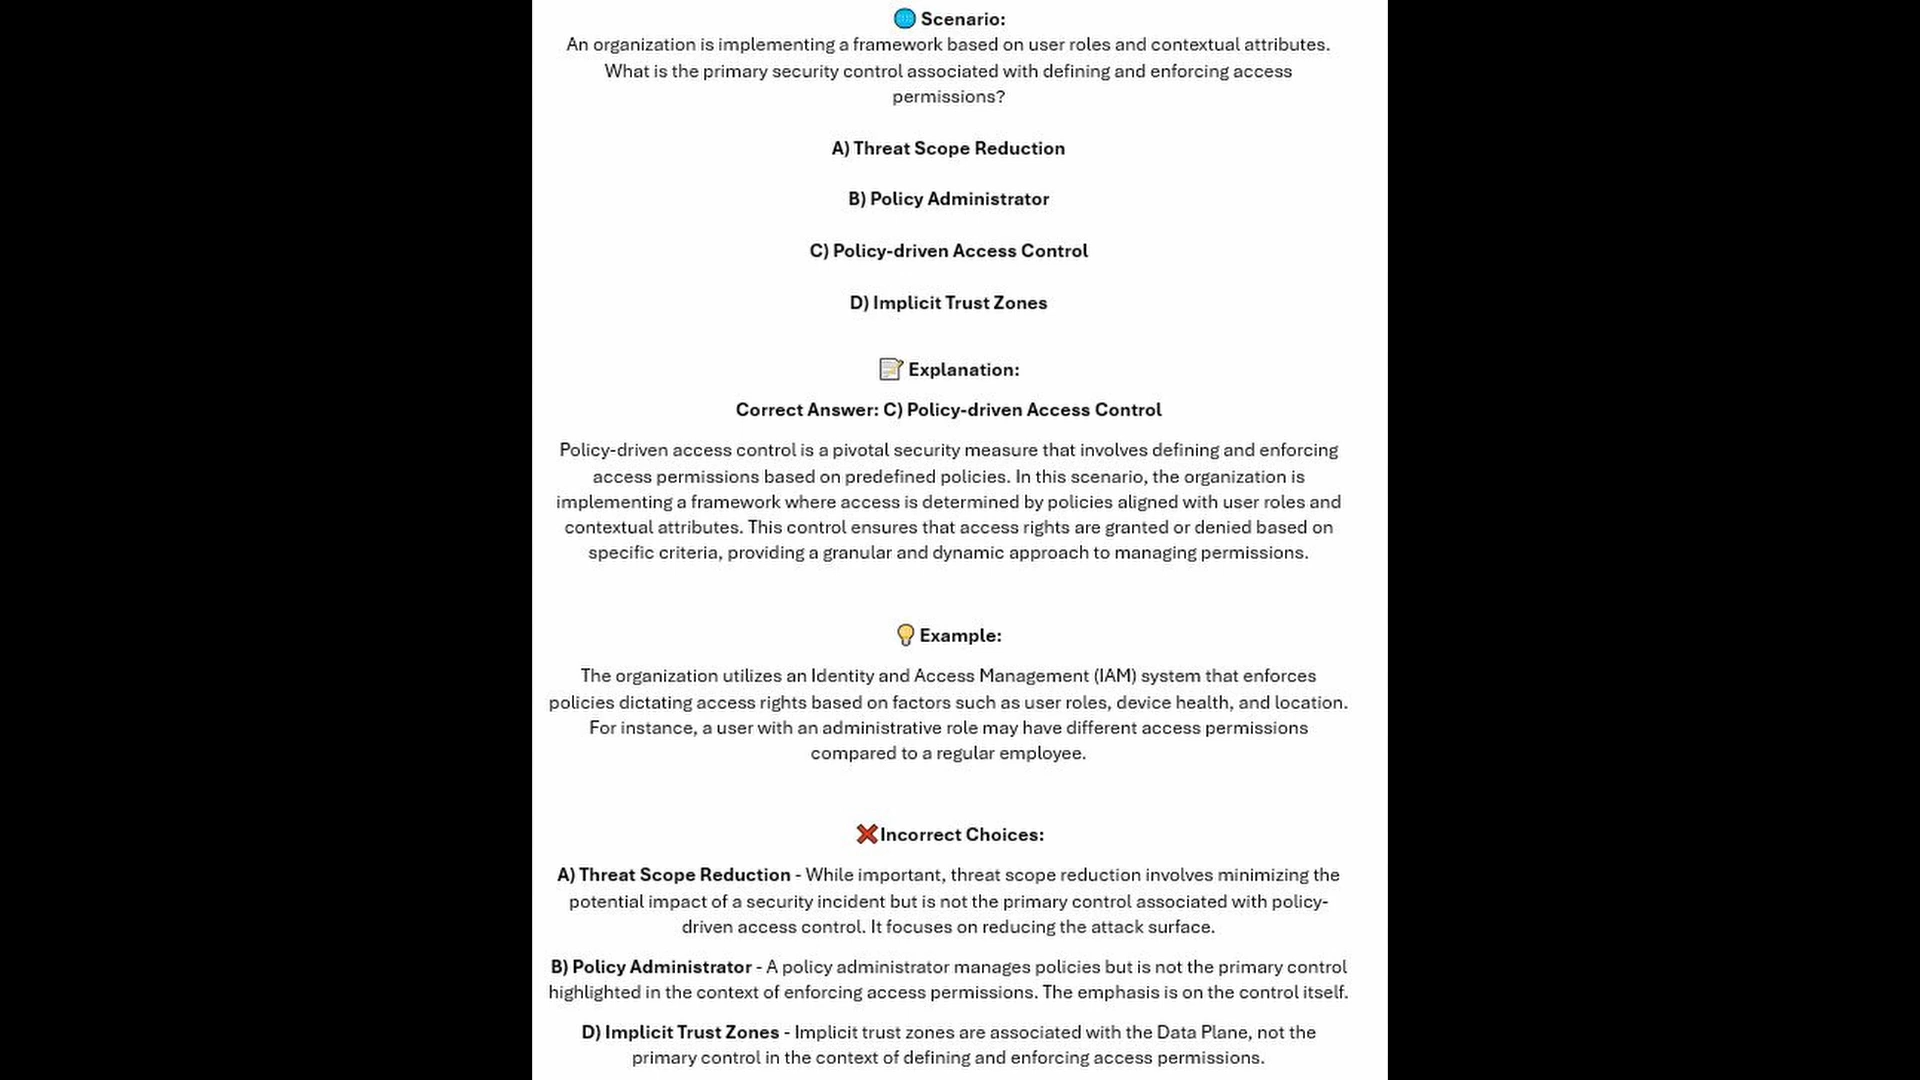 🌐 Scenario:
An organization is implementing a framework based on user roles and contextual attributes.
What is the primary security control associated with defining and enforcing access
permissions?
A) Threat Scope Reduction
B) Policy Administrator
C) Policy-driven Access Control
D) Implicit Trust Zones
📝 Explanation:
Correct Answer: C) Policy-driven Access Control
Policy-driven access control is a pivotal security measure that involves defining and enforcing
access permissions based on predefined policies. In this scenario, the organization is
implementing a framework where access is determined by policies aligned with user roles and
contextual attributes. This control ensures that access rights are granted or denied based on
specific criteria, providing a granular and dynamic approach to managing permissions.
💡 Example:
The organization utilizes an Identity and Access Management (IAM) system that enforces
policies dictating access rights based on factors such as user roles, device health, and location.
For instance, a user with an administrative role may have different access permissions
compared to a regular employee.
❌Incorrect Choices:
A) Threat Scope Reduction - While important, threat scope reduction involves minimizing the
potential impact of a security incident but is not the primary control associated with policy-
driven access control. It focuses on reducing the attack surface.
B) Policy Administrator - A policy administrator manages policies but is not the primary control
highlighted in the context of enforcing access permissions. The emphasis is on the control itself.
D) Implicit Trust Zones - Implicit trust zones are associated with the Data Plane, not the
primary control in the context of defining and enforcing access permissions.